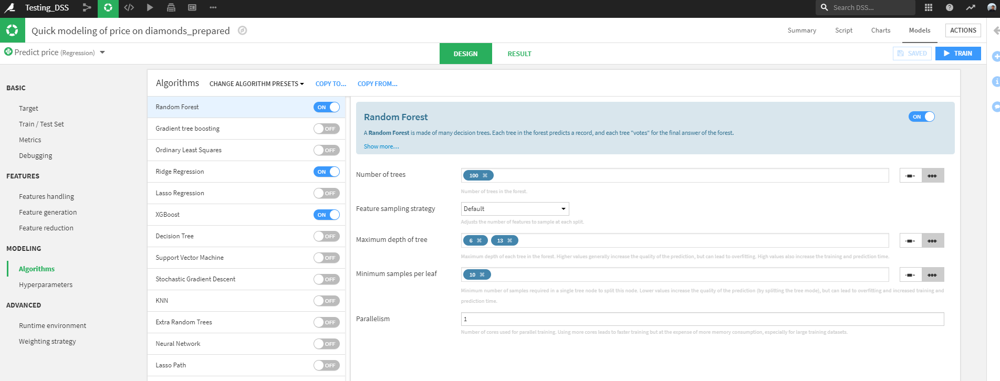 Testing_DSS
Search DSS...
Quick modeling of price on diamonds_prepared
Summary
Script
Charts
Models
ACTIONS
Predict price (Regression)
DESIGN
RESULT
SAVED
TRAIN
BASIC
Target
Train / Test Set
Metrics
Debugging
FEATURES
Features handling
Feature generation
Feature reduction
MODELING
Algorithms
Hyperparameters
ADVANCED
Runtime environment
Weighting strategy
Algorithms
CHANGE ALGORITHM PRESETS
COPY TO...
COPY FROM...
Random Forest ON
Gradient tree boosting OFF
Ordinary Least Squares OFF
Ridge Regression ON
Lasso Regression OFF
XGBoost ON
Decision Tree OFF
Support Vector Machine OFF
Stochastic Gradient Descent OFF
KNN OFF
Extra Random Trees OFF
Neural Network OFF
Lasso Path OFF
Random Forest
ON
A Random Forest is made of many decision trees. Each tree in the forest predicts a record, and each tree "votes" for the final answer of the forest.
Show more...
Number of trees
100
Number of trees in the forest.
Feature sampling strategy
Default
Adjusts the number of features to sample at each split.
Maximum depth of tree
6 13
Maximum depth of each tree in the forest. Higher values generally increase the quality of the prediction, but can lead to overfitting. High values also increase the training and prediction time.
Minimum samples per leaf
10
Minimum number of samples required in a single tree node to split this node. Lower values increase the quality of the prediction (by splitting the tree mode), but can lead to overfitting and increased training and
prediction time.
Parallelism
1
Number of cores used for parallel training. Using more cores leads to faster training but at the expense of more memory consumption, especially for large training datasets.